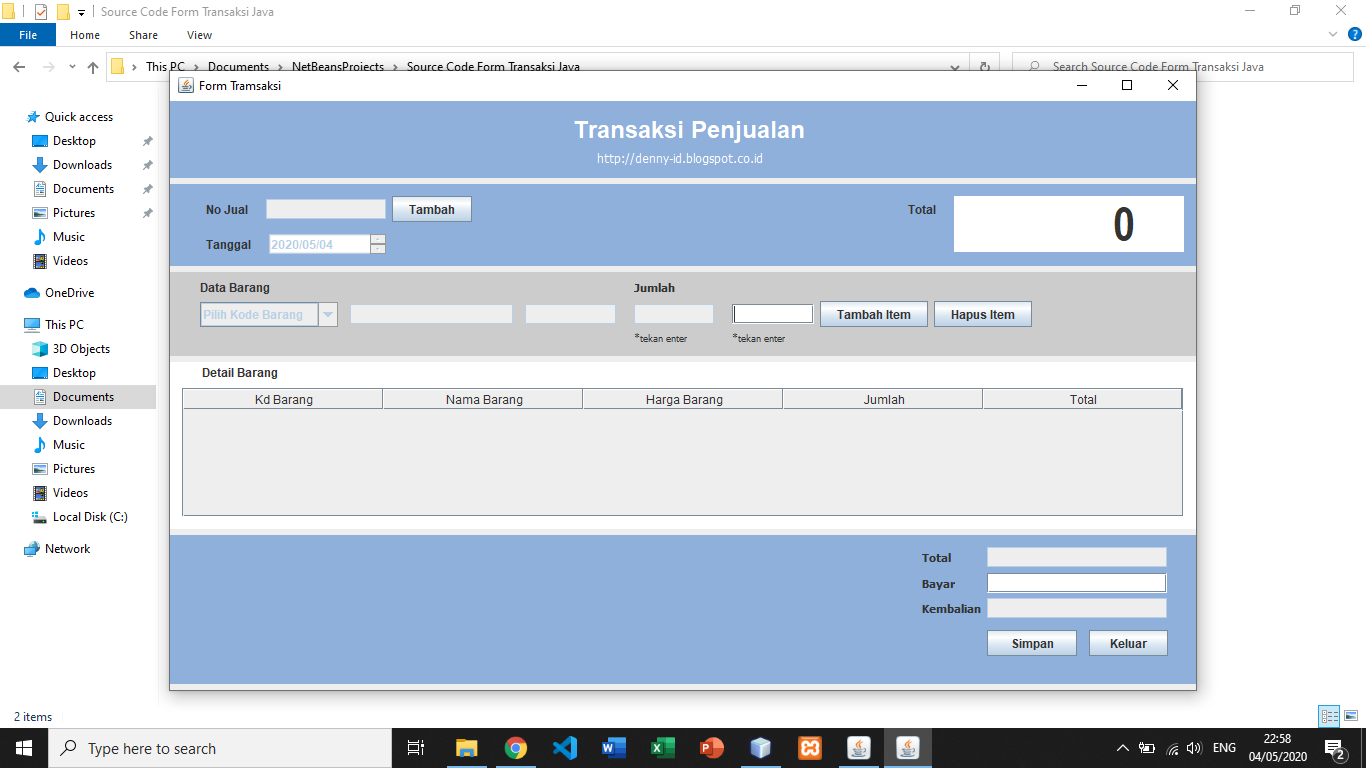 Source Code Form Transaksi Java
File Home Share View
This PC Documents NetBeansProjects Source Code Form Transaksi Java
Search Source Code Form Transaksi Java
Quick access
Desktop
Downloads
Documents
Pictures
Music
Videos
OneDrive
This PC
3D Objects
Desktop
Documents
Downloads
Music
Pictures
Videos
Local Disk (C:)
Network
2 items
Form Tramsaksi
Transaksi Penjualan
http://denny-id.blogspot.co.id
No Jual Tambah Total 0
Tanggal 2020/05/04
Data Barang Jumlah
Pilih Kode Barang Tambah Item Hapus Item
*tekan enter *tekan enter
Detail Barang
Kd Barang Nama Barang Harga Barang Jumlah Total
Total
Bayar
Kembalian
Simpan Keluar
Type here to search
ENG
22:58
04/05/2020
2